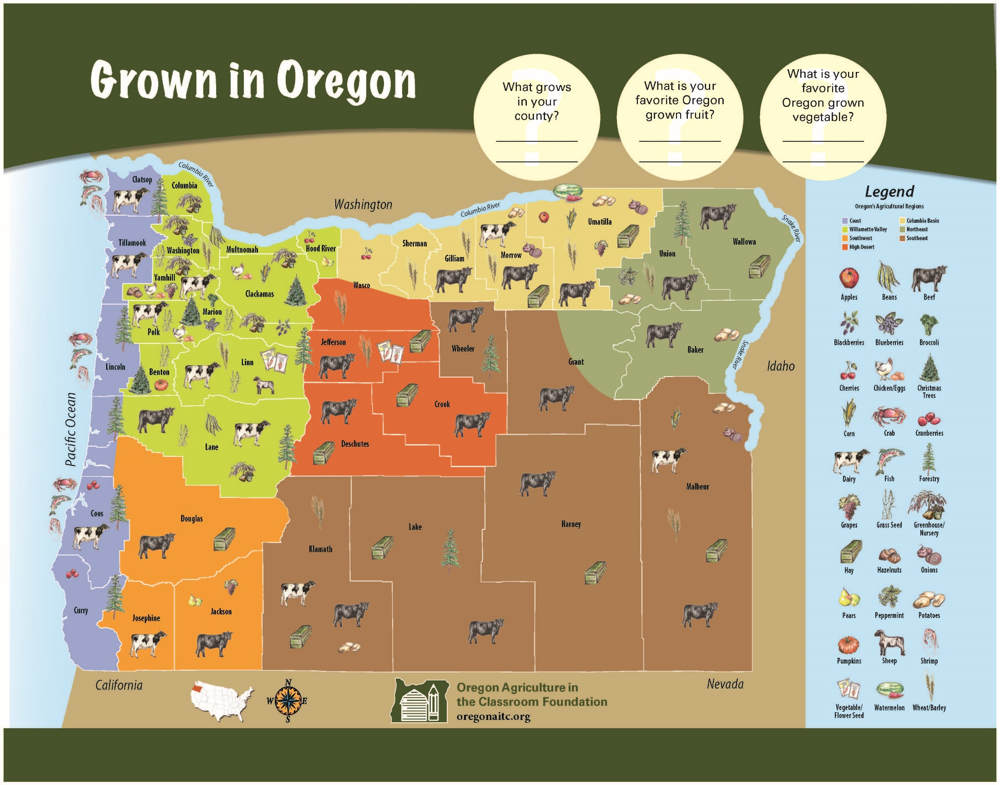 Grown in Oregon
What grows
in your
county?
What is your
favorite Oregon
grown fruit?
What is your
favorite
Oregon grown
vegetable?
Columbia River
Clatsop
Columbia
Washington
Columbia River
Snake River
Tillamook
Washington
Multnomah
Hood River
Sherman
Gilliam
Morrow
Umatilla
Union
Wallowa
Yamhill
Clackamas
Wasco
Marion
Polk
Jefferson
Wheeler
Grant
Baker
Snake River
Idaho
Lincoln
Benton
Linn
Crook
Pacific Ocean
Lane
Deschutes
Malheur
Coos
Douglas
Lake
Harney
Klamath
Curry
Josephine
Jackson
California
Nevada
N
W E
S
Oregon Agriculture in
the Classroom Foundation
oregonaitc.org
Legend
Oregon's Agricultural Regions
Coast
Columbia Basin
Willamette Valley
Northeast
Southwest
Southeast
High Desert
Apples
Beans
Beef
Blackberries
Blueberries
Broccoli
Cherries
Chicken/Eggs
Christmas
Trees
Corn
Crab
Cranberries
Dairy
Fish
Forestry
Grapes
Grass Seed
Greenhouse/
Nursery
Hay
Hazelnuts
Onions
Pears
Peppermint
Potatoes
Pumpkins
Sheep
Shrimp
Vegetable/
Flower Seed
Watermelon
Wheat/Barley